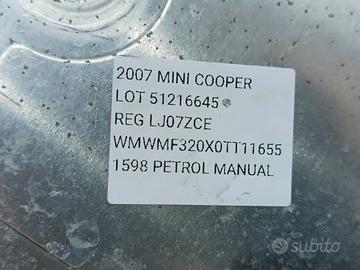 2007 MINI COOPER
LOT 51216645
REG LJ07ZCE
WMWMF320X0TT11655
1598 PETROL MANUAL
subito